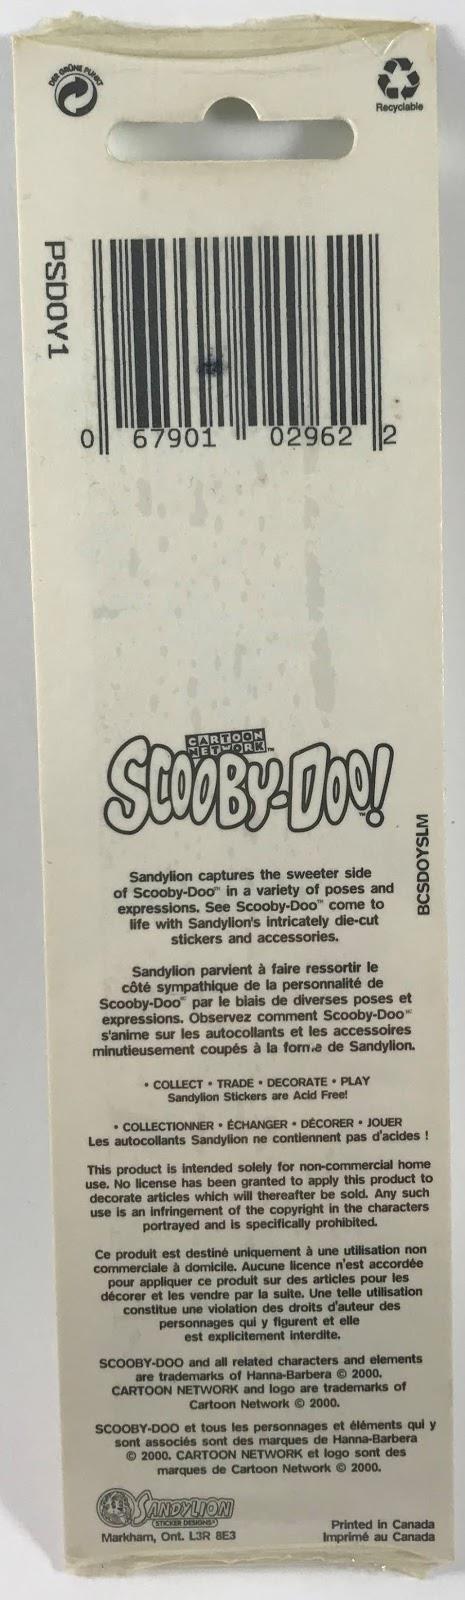 DER GRÜNE PUNKT
Recyclable
PSDOY1
0 67901 02962 2
CARTOON
NETWORK™
SCOOBY-DOO!™
BCSDOYSLM
Sandylion captures the sweeter side
of Scooby-Doo™ in a variety of poses and
expressions. See Scooby-Doo™ come to
life with Sandylion's intricately die-cut
stickers and accessories.
Sandylion parvient à faire ressortir le
côté sympathique de la personnalité de
Scooby-Doo™ par le biais de diverses poses et
expressions. Observez comment Scooby-Doo™
s'anime sur les autocollants et les accessoires
minutieusement coupés à la forme de Sandylion.
• COLLECT • TRADE • DECORATE • PLAY
Sandylion Stickers are Acid Free!
• COLLECTIONNER • ÉCHANGER • DÉCORER • JOUER
Les autocollants Sandylion ne contiennent pas d'acides !
This product is intended solely for non-commercial home
use. No license has been granted to apply this product to
decorate articles which will thereafter be sold. Any such
use is an infringement of the copyright in the characters
portrayed and is specifically prohibited.
Ce produit est destiné uniquement à une utilisation non
commerciale à domicile. Aucune licence n'est accordée
pour appliquer ce produit sur des articles pour les
décorer et les vendre par la suite. Une telle utilisation
constitue une violation des droits d'auteur des
personnages qui y figurent et elle
est explicitement interdite.
SCOOBY-DOO and all related characters and elements
are trademarks of Hanna-Barbera © 2000.
CARTOON NETWORK and logo are trademarks of
Cartoon Network © 2000.
SCOOBY-DOO et tous les personnages et éléments qui y
sont associés sont des marques de Hanna-Barbera
© 2000. CARTOON NETWORK et logo sont des
marques de Cartoon Network © 2000.
SANDYLION
STICKER DESIGNS®
Markham, Ont. L3R 8E3
Printed in Canada
Imprimé au Canada